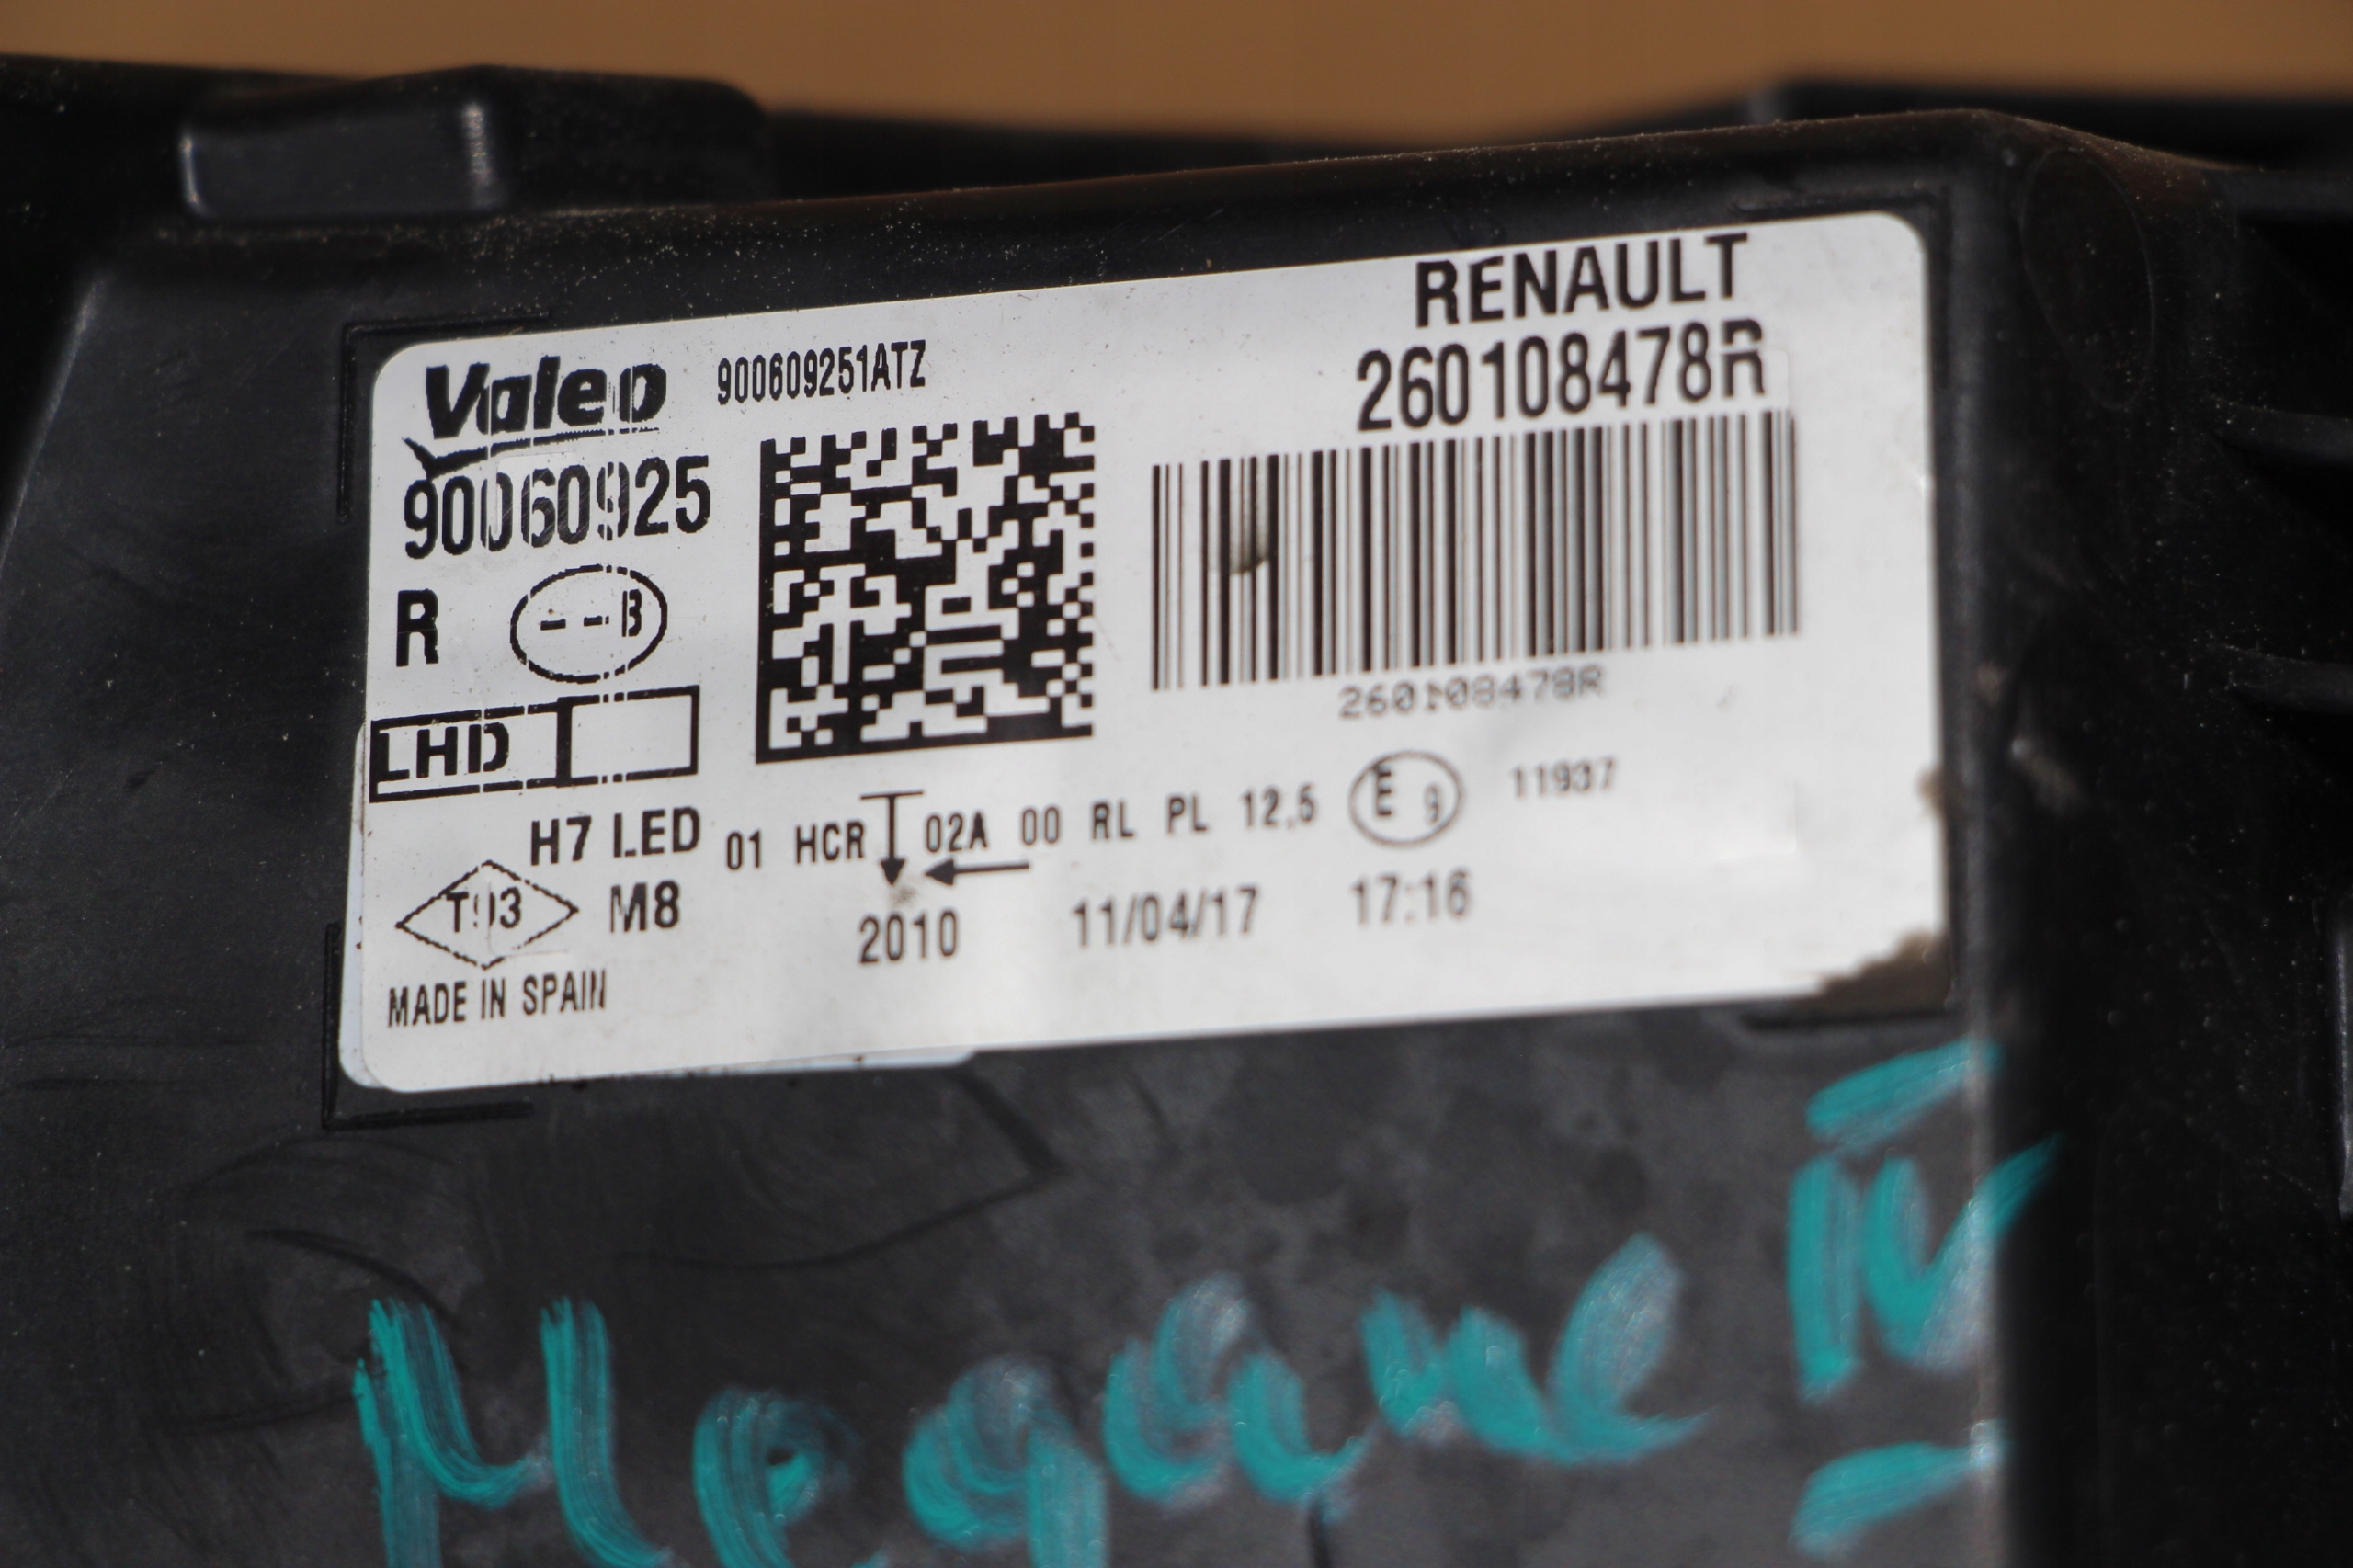 RENAULT
260108478R
Valeo 900609251ATZ
90060925
R --B
260108478R
LHD
H7 LED 01 HCR 02A 00 RL PL 12,5 E 9 11937
T93 M8 2010 11/04/17 17:16
MADE IN SPAIN
Megane IV